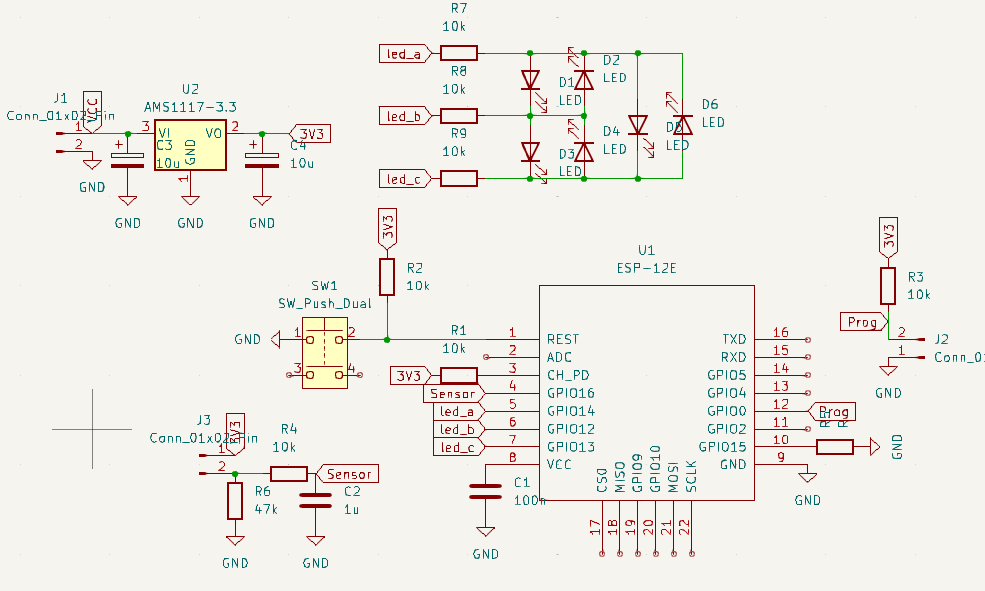 R7
10k
led_a
R8
10k
led_b
R9
10k
led_c
D1
LED
D2
LED
D3
LED
D4
LED
D5
LED
D6
LED
J1
Conn_01x02_Pin
VCC
1
2
GND
U2
AMS1117-3.3
3 VI
VO 2
GND
1
C3
10u
C4
10u
3V3
GND
GND
GND
3V3
R2
10k
SW1
SW_Push_Dual
GND
1
2
3
4
R1
10k
3V3
Sensor
led_a
led_b
led_c
U1
ESP-12E
1 REST
2 ADC
3 CH_PD
4 GPIO16
5 GPIO14
6 GPIO12
7 GPIO13
8 VCC
TXD 16
RXD 15
GPIO5 14
GPIO4 13
GPIO0 12
GPIO2 11
GPIO15 10
GND 9
CS0
MISO
GPIO9
GPIO10
MOSI
SCLK
17
18
19
20
21
22
Prog
GND
GND
C1
100n
GND
3V3
R3
10k
Prog
2
1
J2
Conn_01
GND
J3
Conn_01x02_Pin
3V3
1
2
R4
10k
Sensor
R6
47k
C2
1u
GND
GND